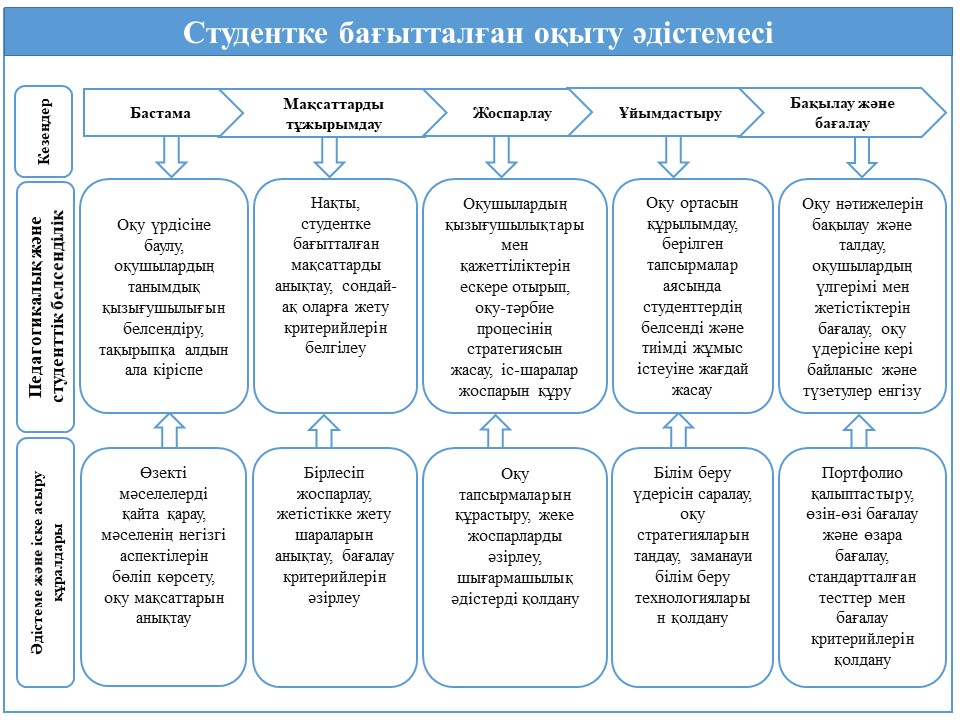 Студентке бағытталған оқыту әдістемесі
Кезеңдер
Бастама
Мақсаттарды
тұжырымдау
Жоспарлау
Ұйымдастыру
Бақылау және
бағалау
Педагогикалық және
студенттік белсенділік
Оқу үрдісіне
баулу,
оқушылардың
танымдық
қызығушылығын
белсендіру,
тақырыпқа алдын
ала кіріспе
Нақты,
студентке
бағытталған
мақсаттарды
анықтау, сондай-
ақ оларға жету
критерийлерін
белгілеу
Оқушылардың
қызығушылықтары
мен
қажеттіліктерін
ескере отырып,
оқу-тәрбие
процесінің
стратегиясын
жасау, іс-шаралар
жоспарын құру
Оқу ортасын
құрылымдау,
берілген
тапсырмалар
аясында
студенттердің
белсенді және
тиімді жұмыс
істеуіне жағдай
жасау
Оқу нәтижелерін
бақылау және
талдау,
оқушылардың
үлгерімі мен
жетістіктерін
бағалау, оқу
үдерісіне кері
байланыс және
түзетулер енгізу
Әдістеме және іске асыру
құралдары
Өзекті
мәселелерді
қайта қарау,
мәселенің негізгі
аспектілерін
бөліп көрсету,
оқу мақсаттарын
анықтау
Бірлесіп
жоспарлау,
жетістікке жету
шараларын
анықтау, бағалау
критерийлерін
әзірлеу
Оқу
тапсырмаларын
құрастыру, жеке
жоспарларды
әзірлеу,
шығармашылық
әдістерді қолдану
Білім беру
үдерісін саралау,
оқу
стратегияларын
таңдау, заманауи
білім беру
технологиялары
н қолдану
Портфолио
қалыптастыру,
өзін-өзі бағалау
және өзара
бағалау,
стандартталған
тесттер мен
бағалау
критерийлерін
қолдану